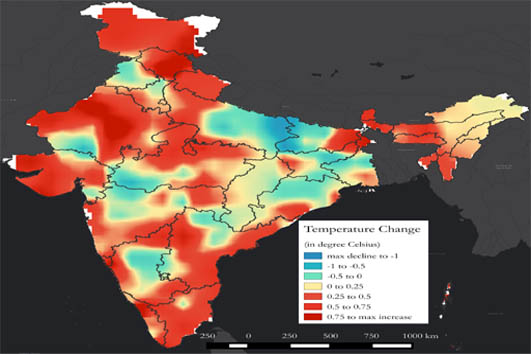 Temperature Change
(in degree Celsius)
max decline to -1
-1 to -0.5
-0.5 to 0
0 to 0.25
0.25 to 0.5
0.5 to 0.75
0.75 to max increase
250 0 250 500 750 1000 km